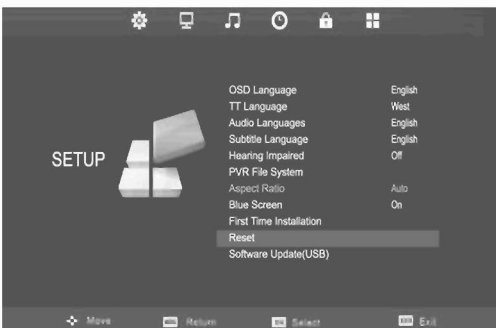 SETUP
OSD Language English
TT Language West
Audio Languages English
Subtitle Language English
Hearing Impaired Off
PVR File System
Aspect Ratio Auto
Blue Screen On
First Time Installation
Reset
Software Update(USB)
Move Return OK Select Exit